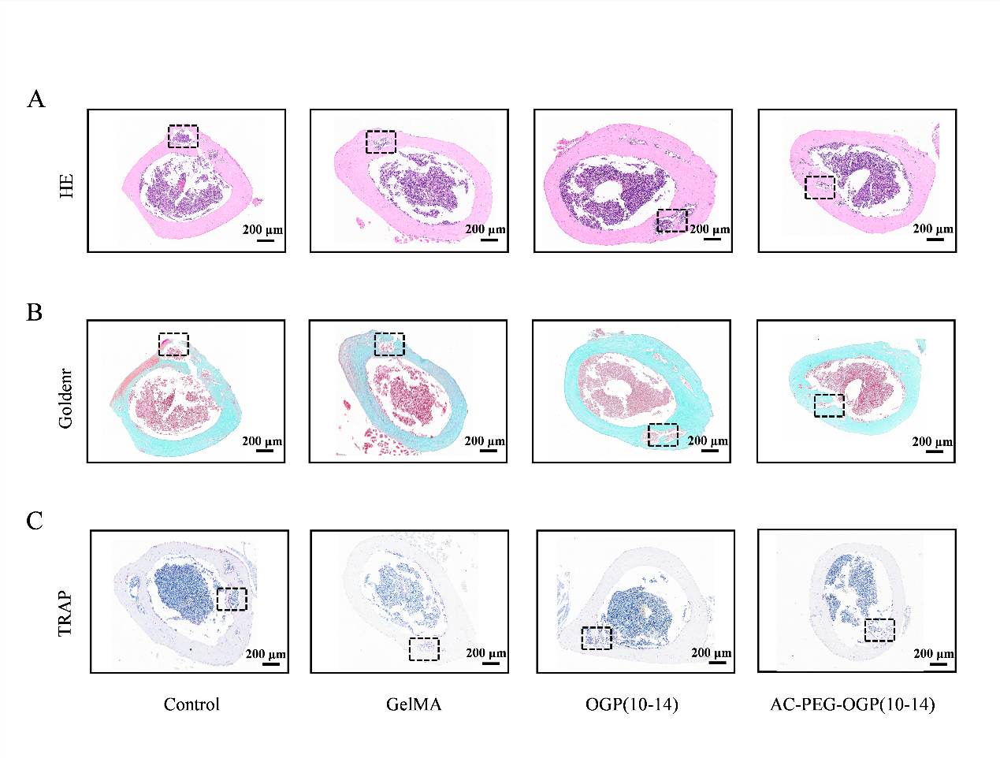 A
HE
200 µm
200 µm
200 µm
200 µm
B
Goldenr
200 µm
200 µm
200 µm
200 µm
C
TRAP
200 µm
200 µm
200 µm
200 µm
Control
GelMA
OGP(10-14)
AC-PEG-OGP(10-14)